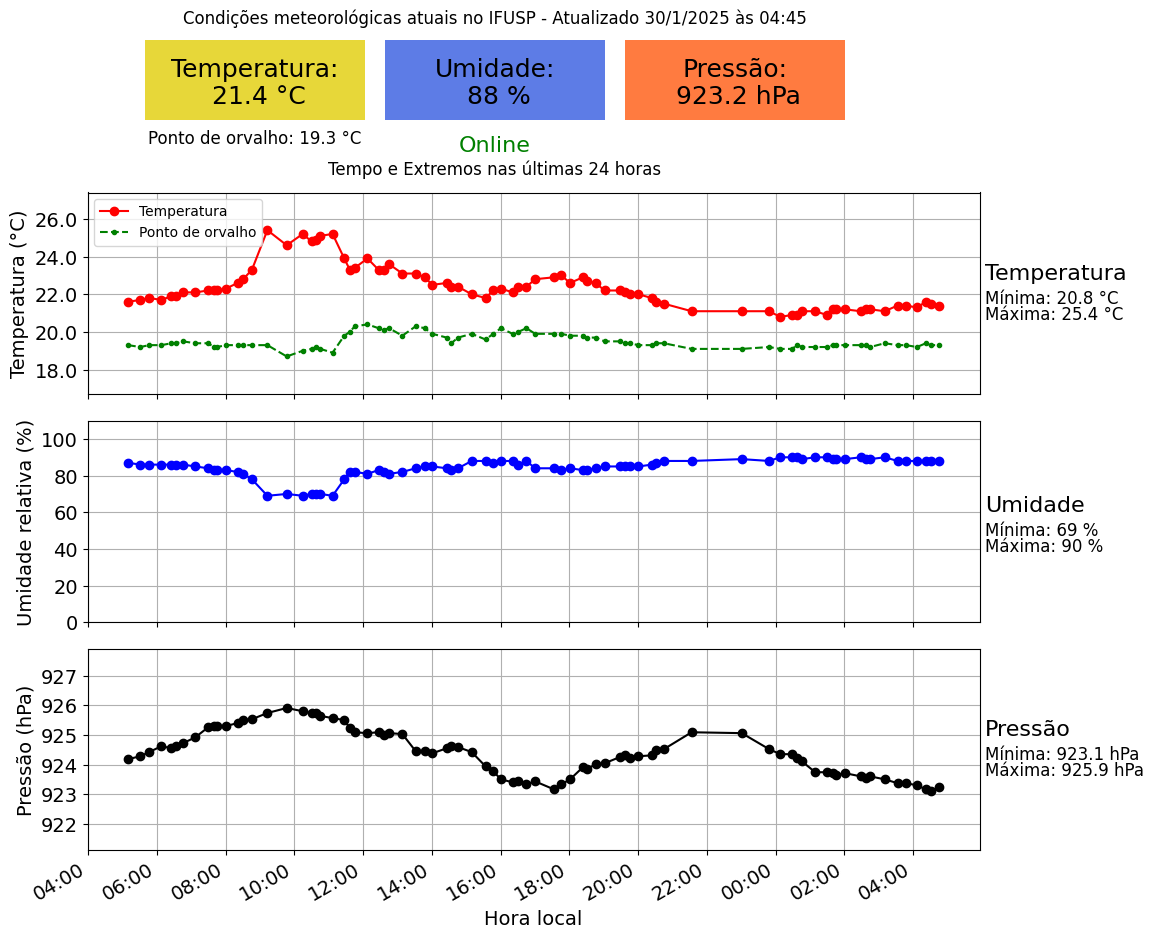 Condições meteorológicas atuais no IFUSP - Atualizado 30/1/2025 às 04:45
Temperatura:
21.4 °C
Umidade:
88 %
Pressão:
923.2 hPa
Ponto de orvalho: 19.3 °C
Online
Tempo e Extremos nas últimas 24 horas
Temperatura (°C)
26.0
24.0
22.0
20.0
18.0
Temperatura
Ponto de orvalho
Temperatura
Mínima: 20.8 °C
Máxima: 25.4 °C
Umidade relativa (%)
100
80
60
40
20
0
Umidade
Mínima: 69 %
Máxima: 90 %
Pressão (hPa)
927
926
925
924
923
922
Pressão
Mínima: 923.1 hPa
Máxima: 925.9 hPa
04:00
06:00
08:00
10:00
12:00
14:00
16:00
18:00
20:00
22:00
00:00
02:00
04:00
Hora local